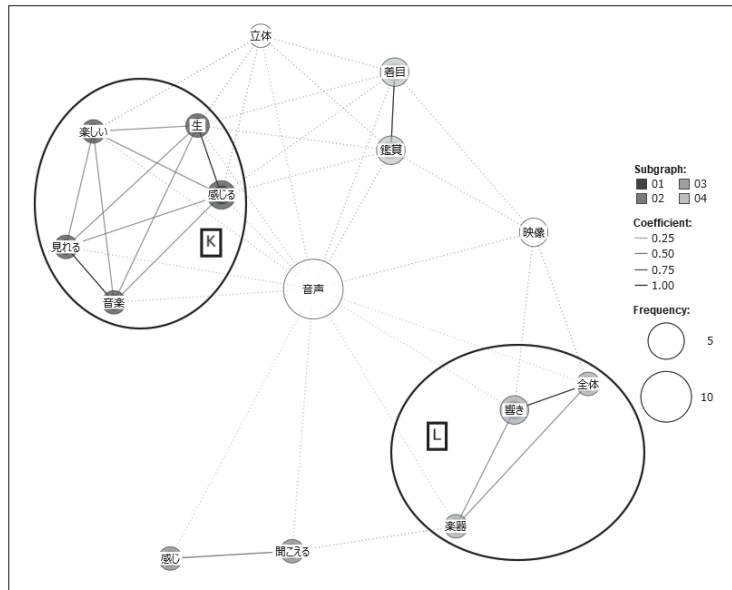 立体
着目
生
楽しい
鑑賞
感じる
K
見れる
音楽
映像
音声
Subgraph:
01 03
02 04
Coefficient:
0.25
0.50
0.75
1.00
Frequency:
5
10
全体
響き
L
楽器
感じ
聞こえる